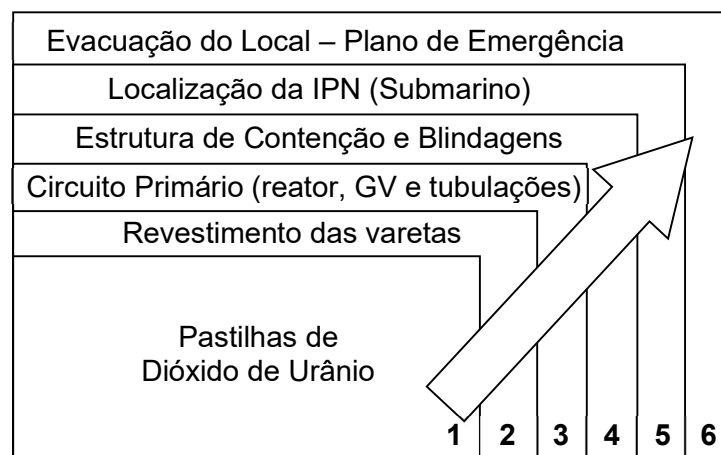 Evacuação do Local – Plano de Emergência
Localização da IPN (Submarino)
Estrutura de Contenção e Blindagens
Circuito Primário (reator, GV e tubulações)
Revestimento das varetas
Pastilhas de
Dióxido de Urânio
1 2 3 4 5 6